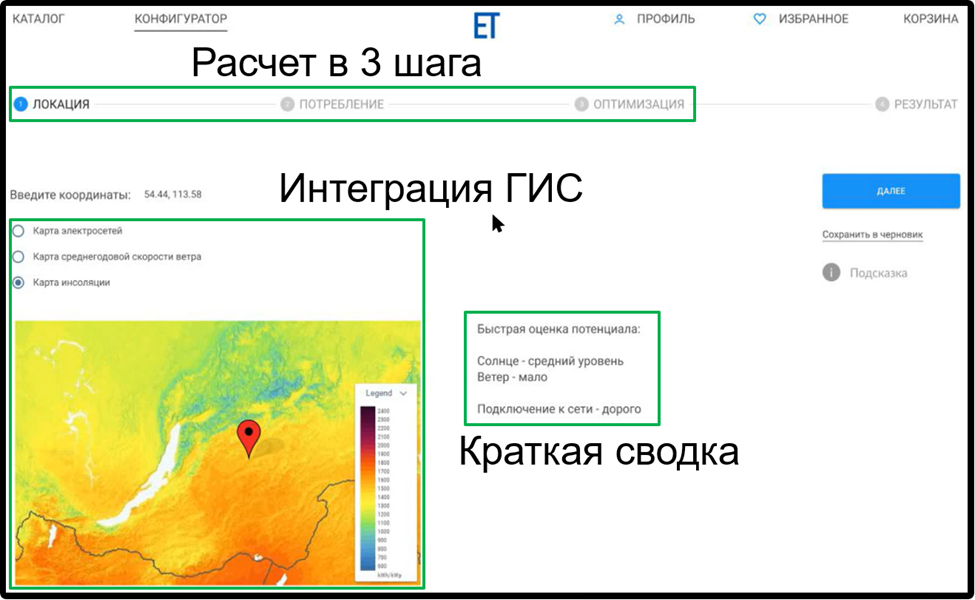 КАТАЛОГ КОНФИГУРАТОР ET ПРОФИЛЬ ИЗБРАННОЕ КОРЗИНА
Расчет в 3 шага
1 ЛОКАЦИЯ 2 ПОТРЕБЛЕНИЕ 3 ОПТИМИЗАЦИЯ 4 РЕЗУЛЬТАТ
Введите координаты: 54.44, 113.58
Интеграция ГИС
ДАЛЕЕ
Сохранить в черновик
i Подсказка
Карта электросетей
Карта среднегодовой скорости ветра
Карта инсоляции
Legend
2400
2300
2200
2100
2000
1900
1800
1700
1600
1500
1400
1300
1200
1100
1000
900
800
700
600
kWh/kWp
Быстрая оценка потенциала:
Солнце - средний уровень
Ветер - мало
Подключение к сети - дорого
Краткая сводка